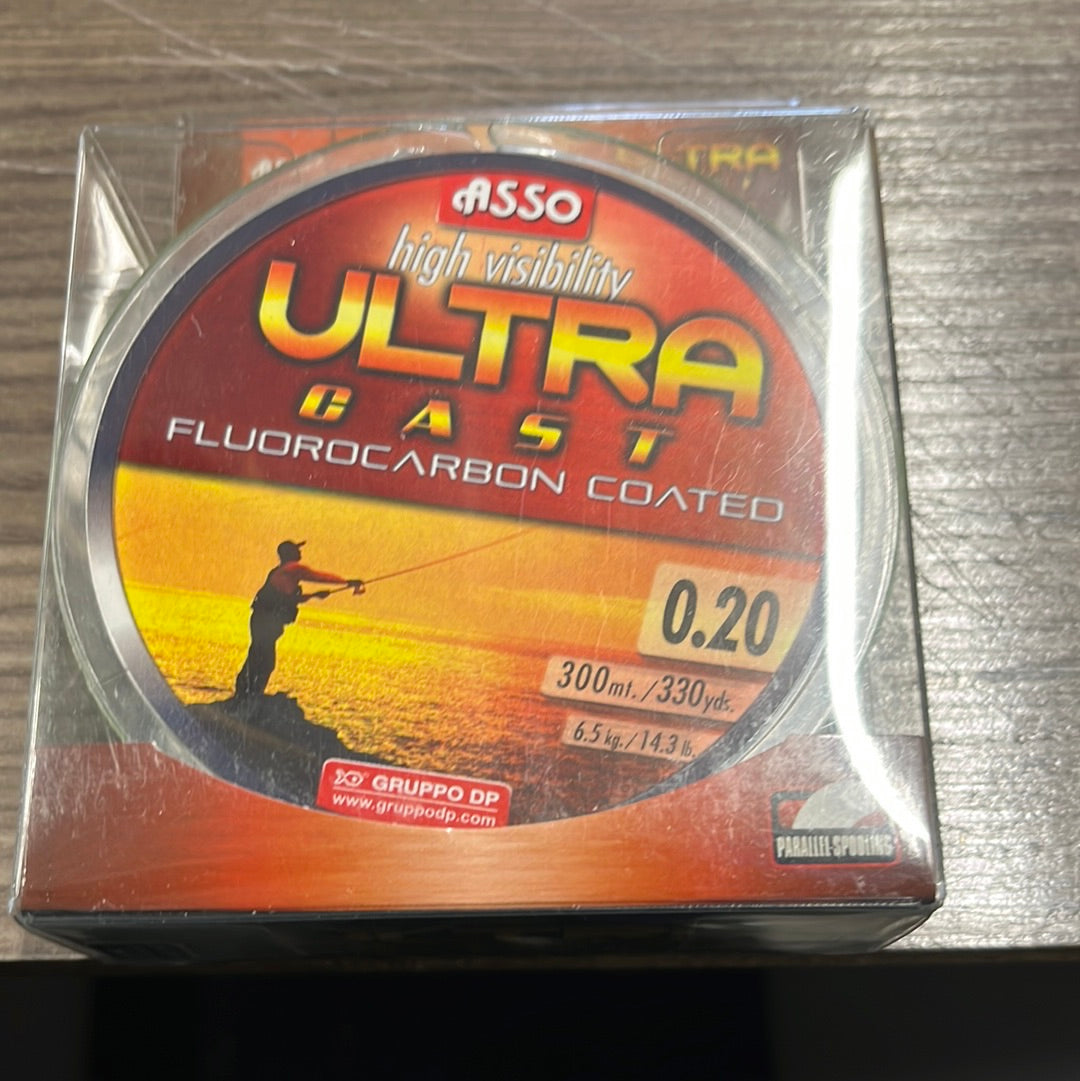 ASSO
high visibility
ULTRA
CAST
FLUOROCARBON COATED
0.20
300mt./330yds.
6.5 kg./14.3 lb.
GRUPPO DP
www.gruppodp.com
PARALLEL-SPOOLING